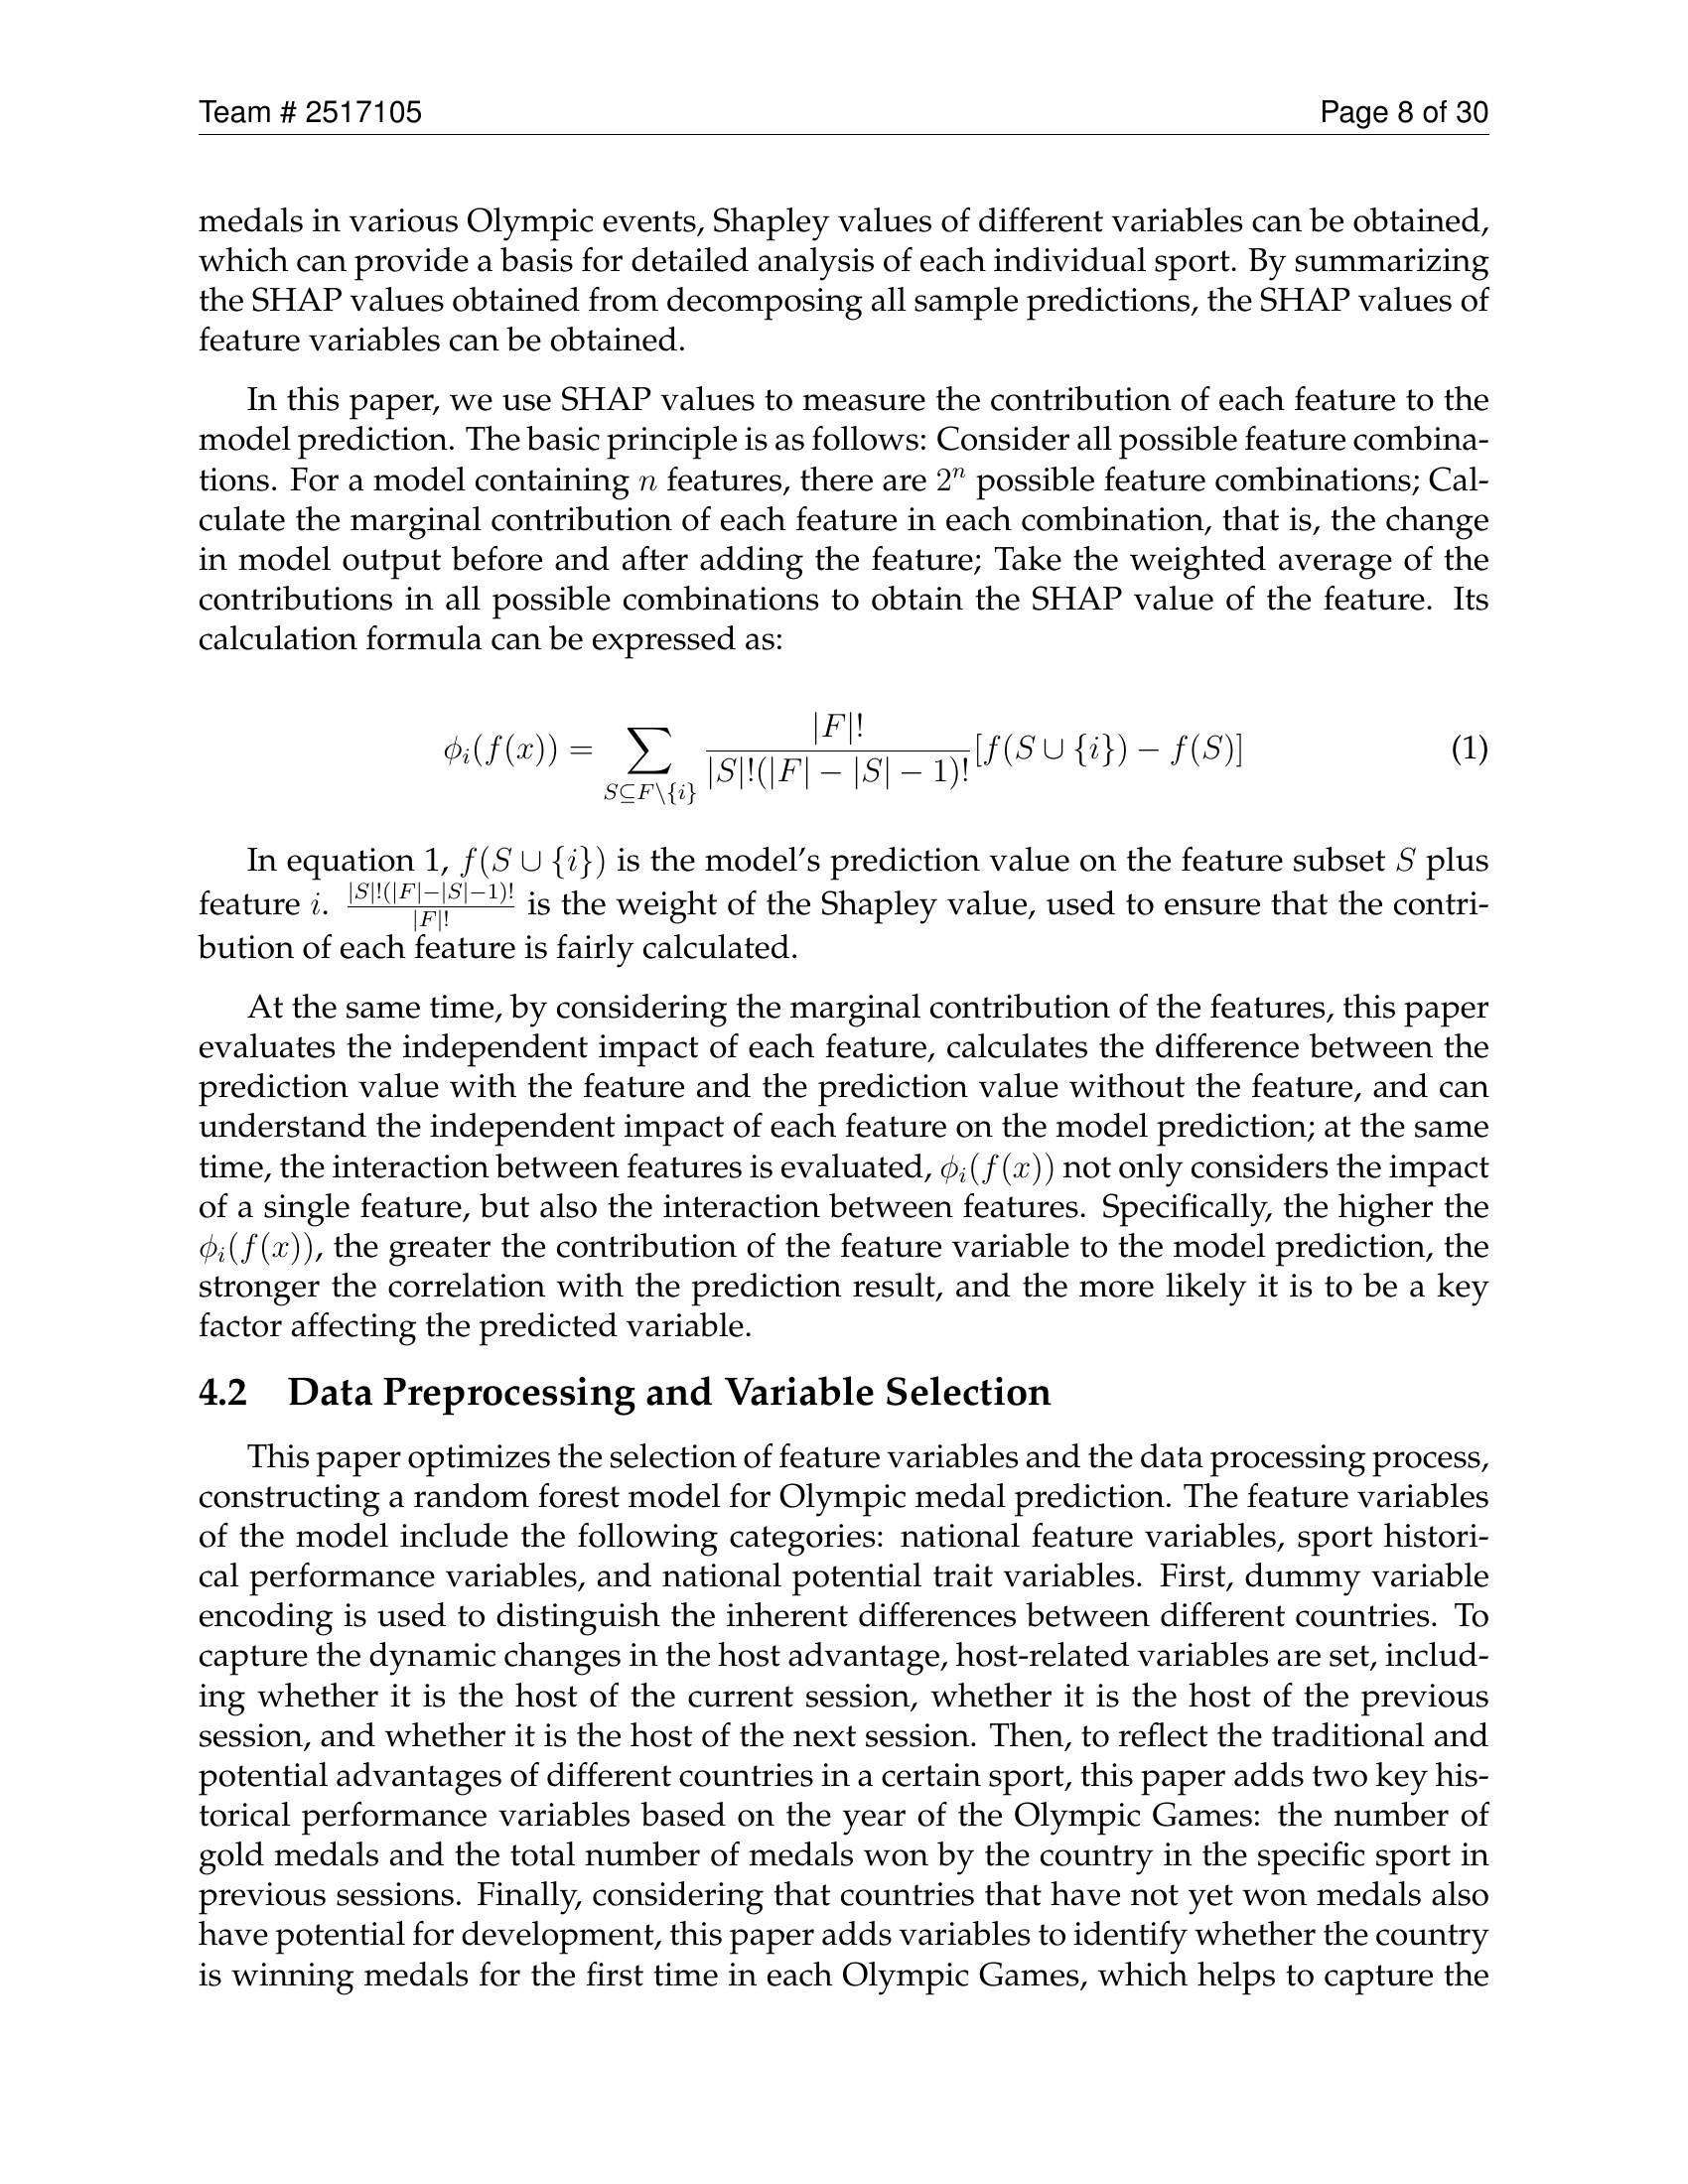 Team # 2517105 Page 8 of 30
medals in various Olympic events, Shapley values of different variables can be obtained,
which can provide a basis for detailed analysis of each individual sport. By summarizing
the SHAP values obtained from decomposing all sample predictions, the SHAP values of
feature variables can be obtained.
In this paper, we use SHAP values to measure the contribution of each feature to the
model prediction. The basic principle is as follows: Consider all possible feature combina-
tions. For a model containing n features, there are 2ⁿ possible feature combinations; Cal-
culate the marginal contribution of each feature in each combination, that is, the change
in model output before and after adding the feature; Take the weighted average of the
contributions in all possible combinations to obtain the SHAP value of the feature. Its
calculation formula can be expressed as:
ϕᵢ(f(x)) = ∑_{S⊆F\{i}} |F|! / |S|!(|F| − |S| − 1)! [f(S ∪ {i}) − f(S)] (1)
In equation 1, f(S ∪ {i}) is the model's prediction value on the feature subset S plus
feature i. |S|!(|F|−|S|−1)! / |F|! is the weight of the Shapley value, used to ensure that the contri-
bution of each feature is fairly calculated.
At the same time, by considering the marginal contribution of the features, this paper
evaluates the independent impact of each feature, calculates the difference between the
prediction value with the feature and the prediction value without the feature, and can
understand the independent impact of each feature on the model prediction; at the same
time, the interaction between features is evaluated, ϕᵢ(f(x)) not only considers the impact
of a single feature, but also the interaction between features. Specifically, the higher the
ϕᵢ(f(x)), the greater the contribution of the feature variable to the model prediction, the
stronger the correlation with the prediction result, and the more likely it is to be a key
factor affecting the predicted variable.
4.2 Data Preprocessing and Variable Selection
This paper optimizes the selection of feature variables and the data processing process,
constructing a random forest model for Olympic medal prediction. The feature variables
of the model include the following categories: national feature variables, sport histori-
cal performance variables, and national potential trait variables. First, dummy variable
encoding is used to distinguish the inherent differences between different countries. To
capture the dynamic changes in the host advantage, host-related variables are set, includ-
ing whether it is the host of the current session, whether it is the host of the previous
session, and whether it is the host of the next session. Then, to reflect the traditional and
potential advantages of different countries in a certain sport, this paper adds two key his-
torical performance variables based on the year of the Olympic Games: the number of
gold medals and the total number of medals won by the country in the specific sport in
previous sessions. Finally, considering that countries that have not yet won medals also
have potential for development, this paper adds variables to identify whether the country
is winning medals for the first time in each Olympic Games, which helps to capture the